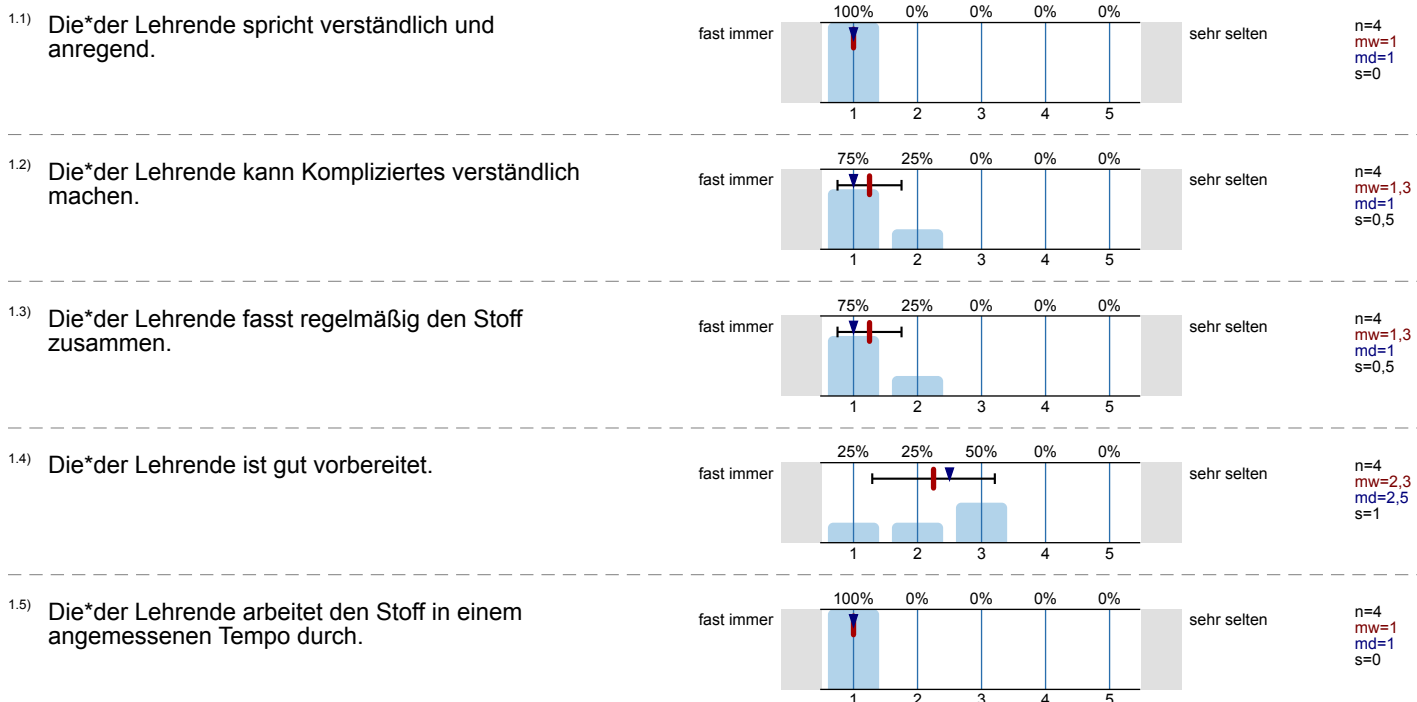 1.1) Die*der Lehrende spricht verständlich und
anregend.
fast immer
100% 0% 0% 0% 0%
1 2 3 4 5
sehr selten
n=4
mw=1
md=1
s=0
1.2) Die*der Lehrende kann Kompliziertes verständlich
machen.
fast immer
75% 25% 0% 0% 0%
1 2 3 4 5
sehr selten
n=4
mw=1,3
md=1
s=0,5
1.3) Die*der Lehrende fasst regelmäßig den Stoff
zusammen.
fast immer
75% 25% 0% 0% 0%
1 2 3 4 5
sehr selten
n=4
mw=1,3
md=1
s=0,5
1.4) Die*der Lehrende ist gut vorbereitet.
fast immer
25% 25% 50% 0% 0%
1 2 3 4 5
sehr selten
n=4
mw=2,3
md=2,5
s=1
1.5) Die*der Lehrende arbeitet den Stoff in einem
angemessenen Tempo durch.
fast immer
100% 0% 0% 0% 0%
1 2 3 4 5
sehr selten
n=4
mw=1
md=1
s=0